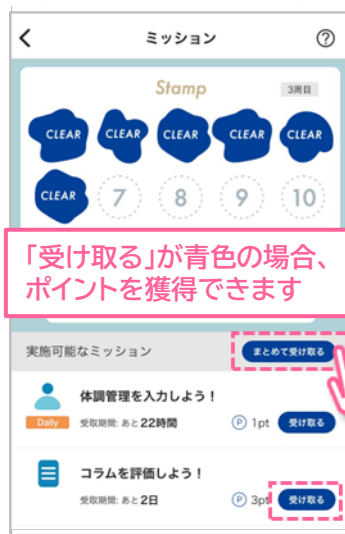 ミッション
Stamp
3周目
CLEAR CLEAR CLEAR CLEAR CLEAR
CLEAR 7 8 9 10
「受け取る」が青色の場合、
ポイントを獲得できます
実施可能なミッション まとめて受け取る
体調管理を入力しよう！
Daily 受取期間: あと22時間 P 1pt 受け取る
コラムを評価しよう！
受取期間: あと2日 P 3pt 受け取る